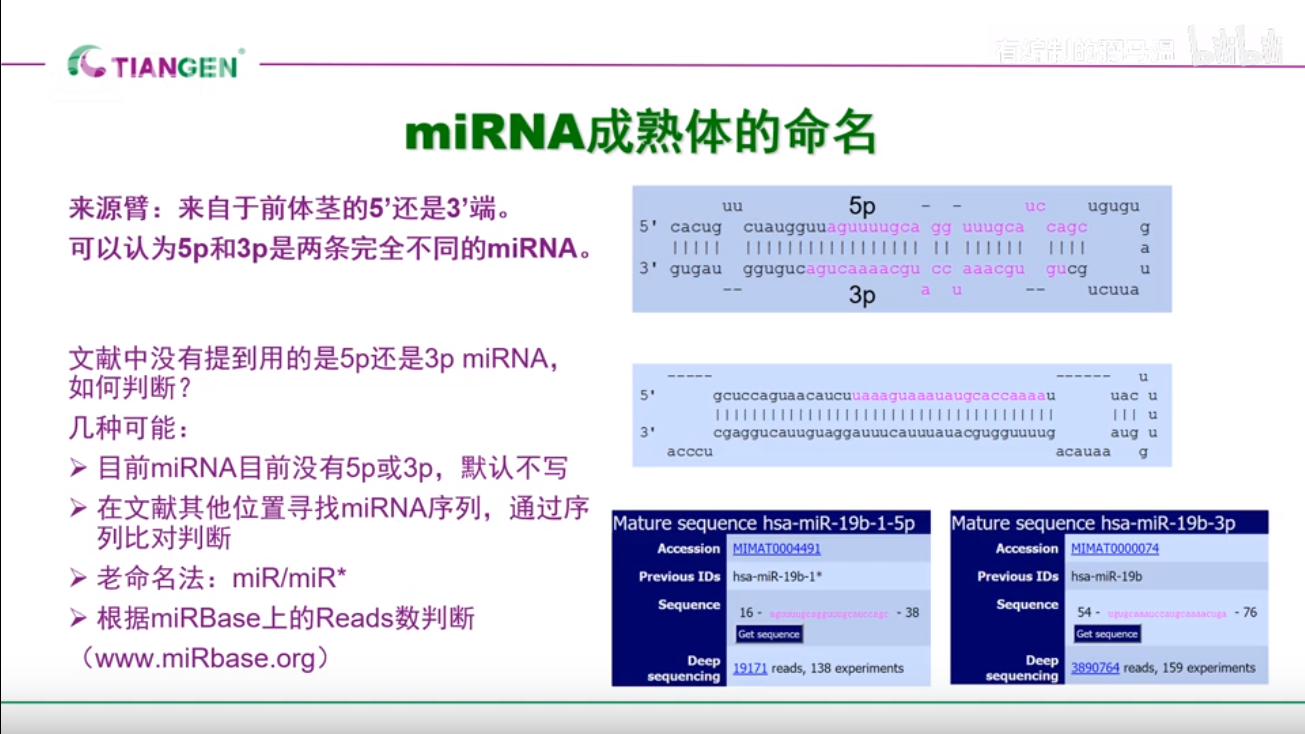 TIANGEN®
bilibili
miRNA成熟体的命名
来源臂：来自于前体茎的5’还是3’端。
可以认为5p和3p是两条完全不同的miRNA。
文献中没有提到用的是5p还是3p miRNA，
如何判断？
几种可能：
➢ 目前miRNA目前没有5p或3p，默认不写
➢ 在文献其他位置寻找miRNA序列，通过序
列比对判断
➢ 老命名法：miR/miR*
➢ 根据miRBase上的Reads数判断
（www.miRbase.org）
uu 5p - - uc ugugu
5' cacug cuaugguuaguuuugca gg uuugca cagc g
||||| ||||||||||||||||| || |||||| |||| a
3' gugau ggugucagucaaaacgu cc aaacgu gucg u
-- 3p a u -- ucuua
----- ------ u
5' gcuccaguaacaucuuaaaguaaauaugcaccaaaau uac u
||||||||||||||||||||||||||||||||||||| ||| u
3' cgaggucauuguaggauuucauuuauacgugguuuug aug u
acccu acauaa g
Mature sequence hsa-miR-19b-1-5p
Accession MIMAT0004491
Previous IDs hsa-miR-19b-1*
Sequence
16 - aguuuugcagguuugcauccagc - 38
Get sequence
Deep
sequencing
19171 reads, 138 experiments
Mature sequence hsa-miR-19b-3p
Accession MIMAT0000074
Previous IDs hsa-miR-19b
Sequence
54 - ugugcaaauccaugcaaaacuga - 76
Get sequence
Deep
sequencing
3890764 reads, 159 experiments